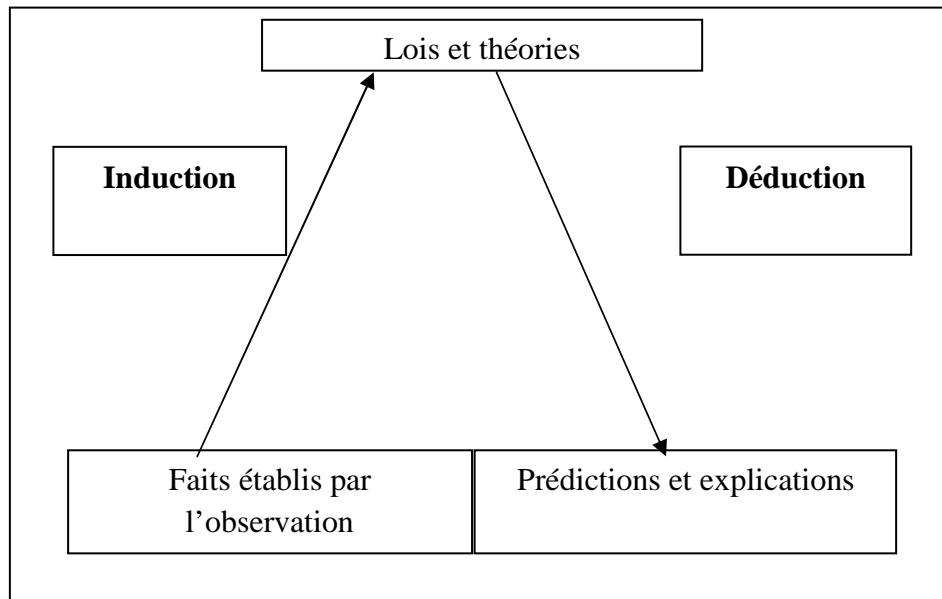 Lois et théories
Induction
Déduction
Faits établis par
l’observation
Prédictions et explications